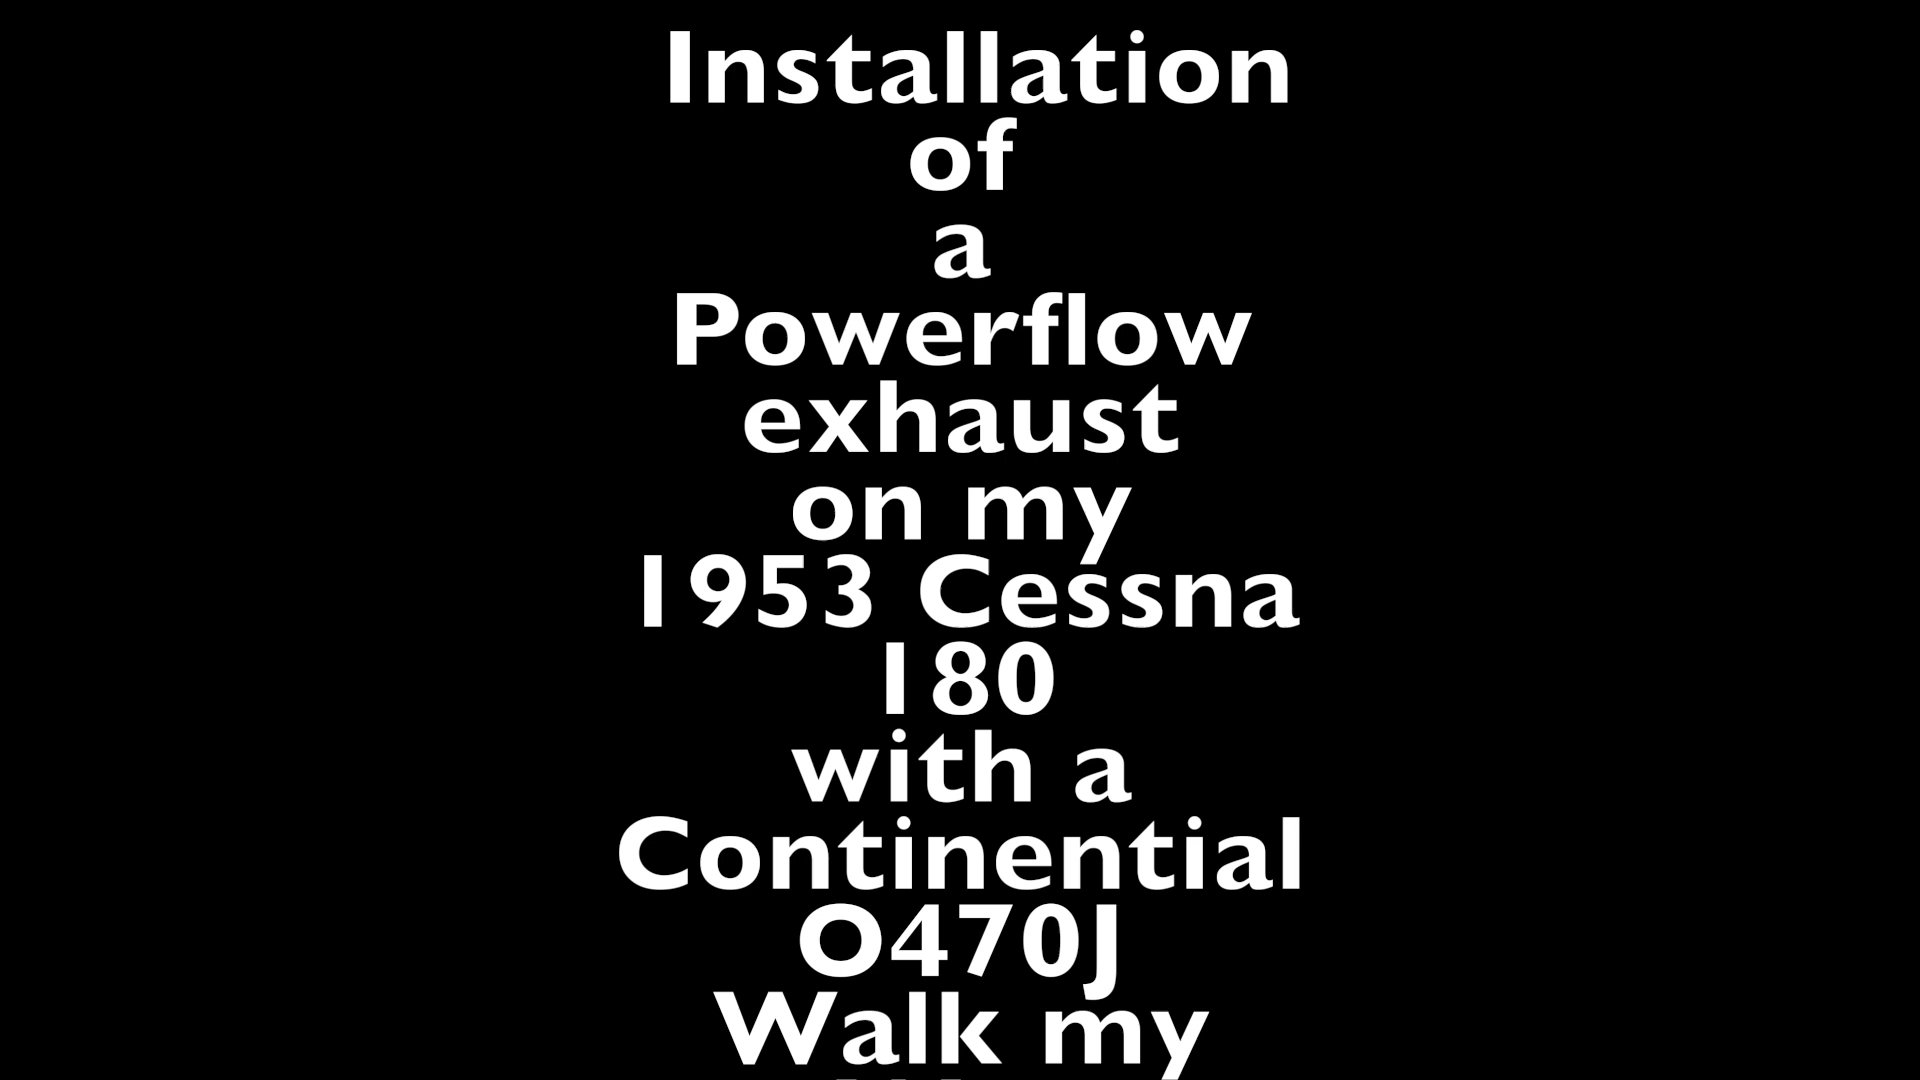 Installation
of
a
Powerflow
exhaust
on my
1953 Cessna
180
with a
Continential
O470J
Walk my